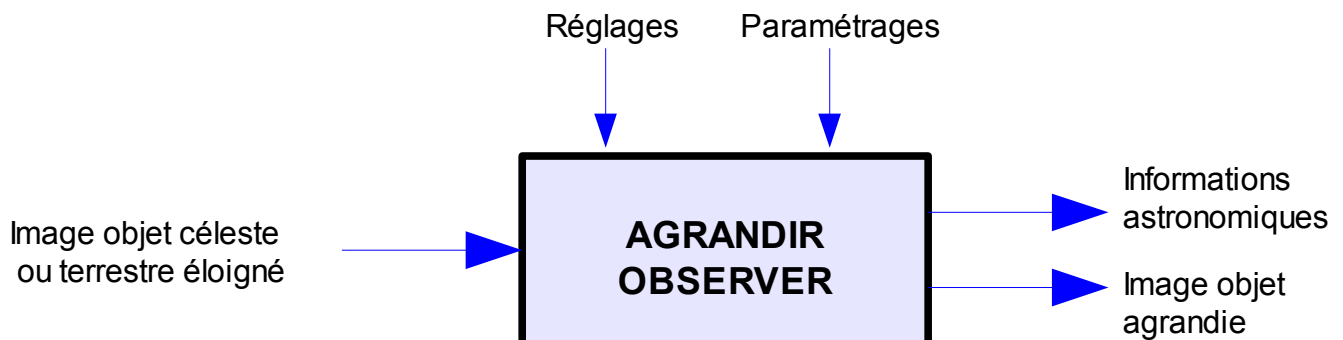 Réglages
Paramétrages
Image objet céleste
ou terrestre éloigné
AGRANDIR
OBSERVER
Informations
astronomiques
Image objet
agrandie